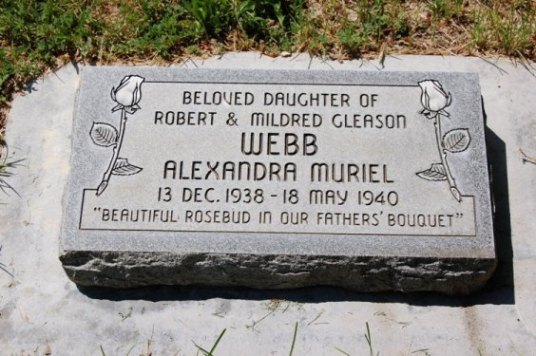 BELOVED DAUGHTER OF
ROBERT & MILDRED GLEASON
WEBB
ALEXANDRA MURIEL
13 DEC. 1938 - 18 MAY 1940
"BEAUTIFUL ROSEBUD IN OUR FATHERS' BOUQUET"